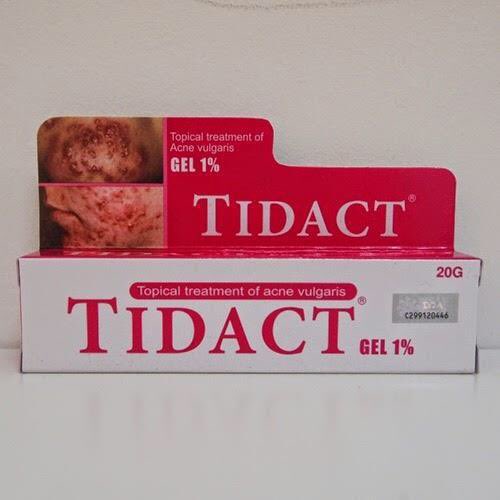 Topical treatment of
Acne vulgaris
GEL 1%
TIDACT®
20G
Topical treatment of acne vulgaris
TIDACT®
GEL 1%
C299120446